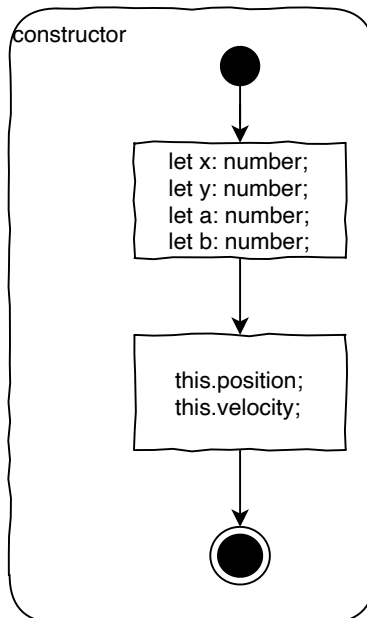 constructor
let x: number;
let y: number;
let a: number;
let b: number;
this.position;
this.velocity;